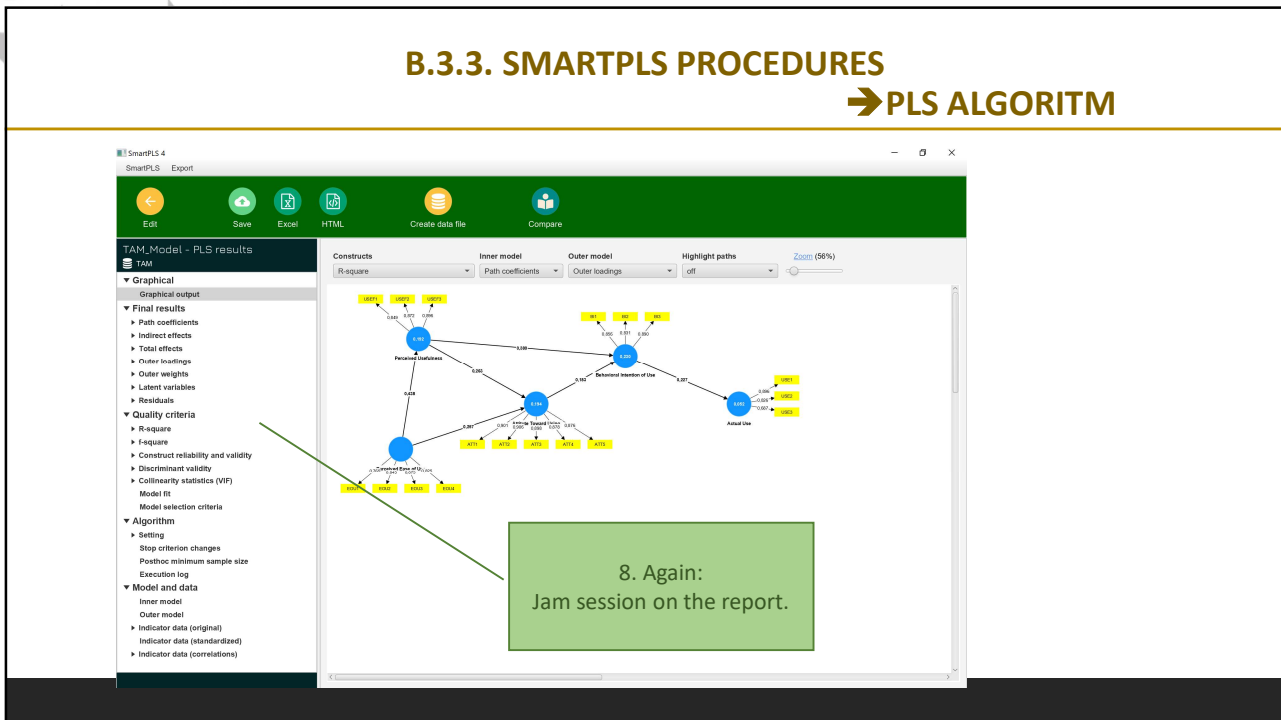 B.3.3. SMARTPLS PROCEDURES
➔PLS ALGORITM
SmartPLS 4
SmartPLS Export
Edit Save Excel HTML Create data file Compare
TAM_Model - PLS results
TAM
Graphical
Graphical output
Final results
Path coefficients
Indirect effects
Total effects
Outer loadings
Outer weights
Latent variables
Residuals
Quality criteria
R-square
f-square
Construct reliability and validity
Discriminant validity
Collinearity statistics (VIF)
Model fit
Model selection criteria
Algorithm
Setting
Stop criterion changes
Posthoc minimum sample size
Execution log
Model and data
Inner model
Outer model
Indicator data (original)
Indicator data (standardized)
Indicator data (correlations)
Constructs Inner model Outer model Highlight paths Zoom (56%)
R-square Path coefficients Outer loadings off
USEF1 USEF2 USEF3
0,872
Perceived Usefulness
BI1 BI2 BI3
Behavioral Intention of Use
0,227
USE1
USE2
USE3
Actual Use
ATT1 ATT2 ATT3 ATT4 ATT5
EOU1 EOU2 EOU3 EOU4
8. Again:
Jam session on the report.